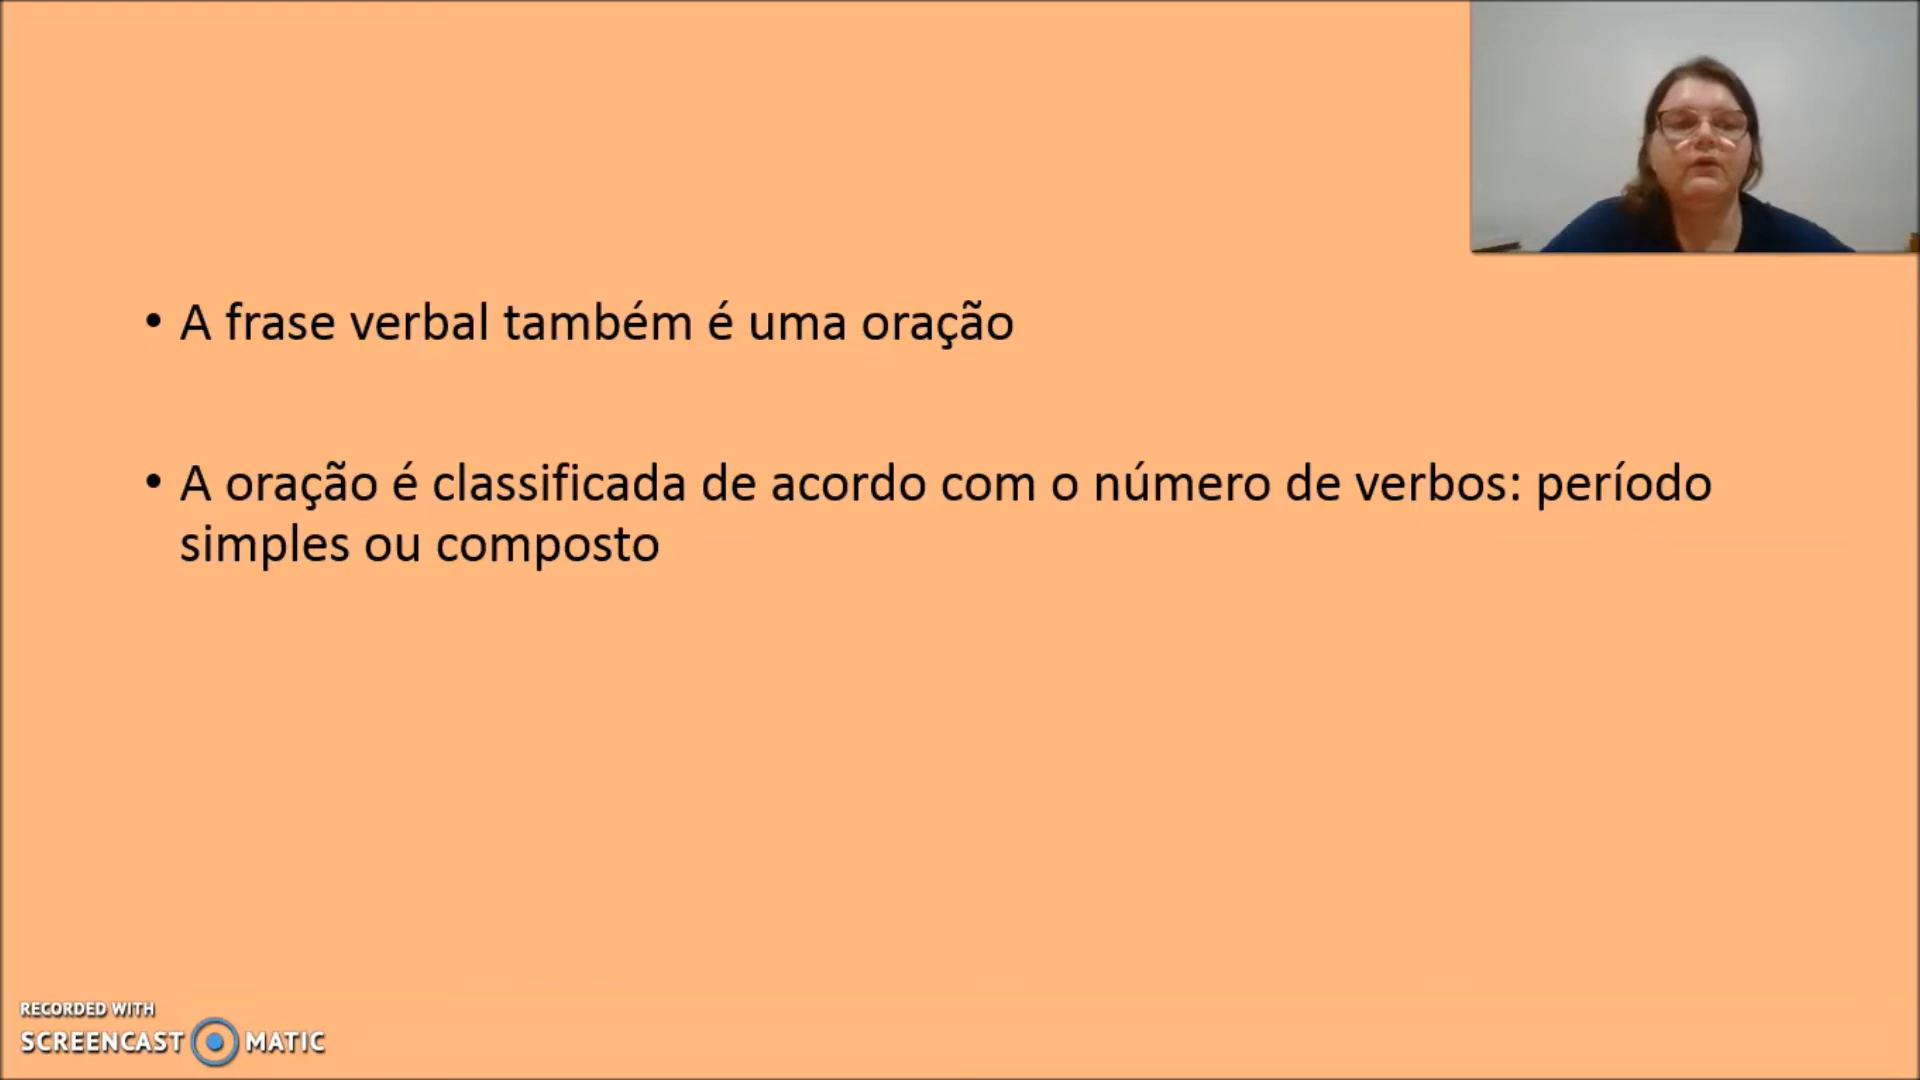 • A frase verbal também é uma oração
• A oração é classificada de acordo com o número de verbos: período
simples ou composto
RECORDED WITH
SCREENCAST MATIC